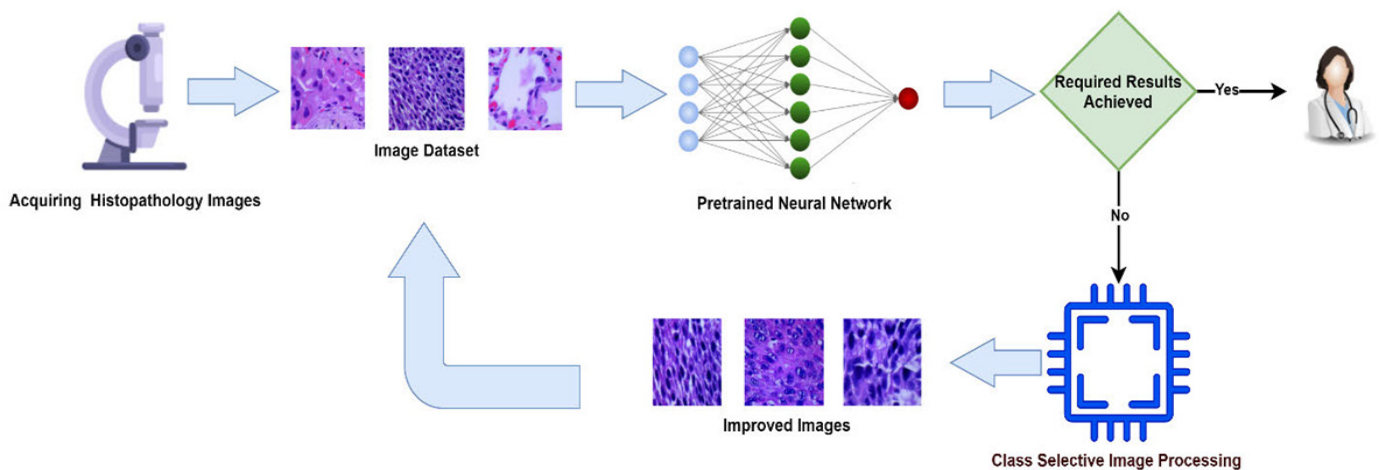 Required Results
Achieved
Yes
Image Dataset
Acquiring Histopathology Images
Pretrained Neural Network
No
Improved Images
Class Selective Image Processing